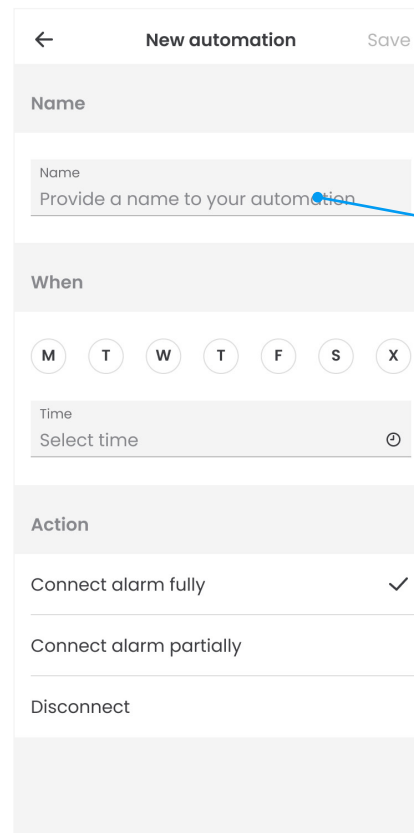 New automation Save
Name
Name
Provide a name to your automation
When
M T W T F S X
Time
Select time
Action
Connect alarm fully
Connect alarm partially
Disconnect